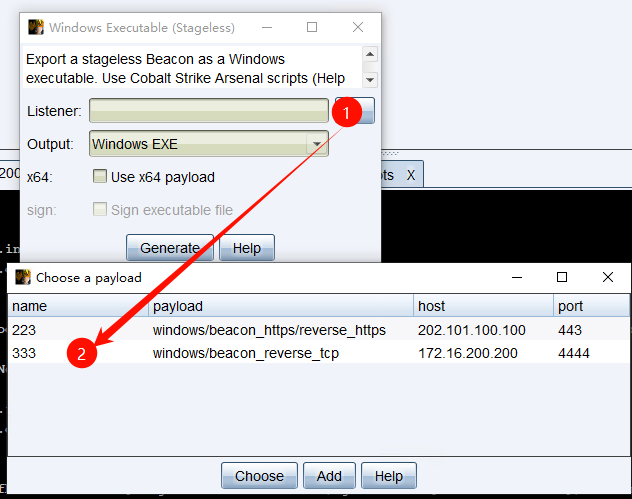 Windows Executable (Stageless)
Export a stageless Beacon as a Windows
executable. Use Cobalt Strike Arsenal scripts (Help
Listener:
1
Output: Windows EXE
200
ots X
x64: Use x64 payload
sign: Sign executable file
.in
Generate Help
Choose a payload
name payload host port
223 windows/beacon_https/reverse_https 202.101.100.100 443
333 2 windows/beacon_reverse_tcp 172.16.200.200 4444
Choose Add Help